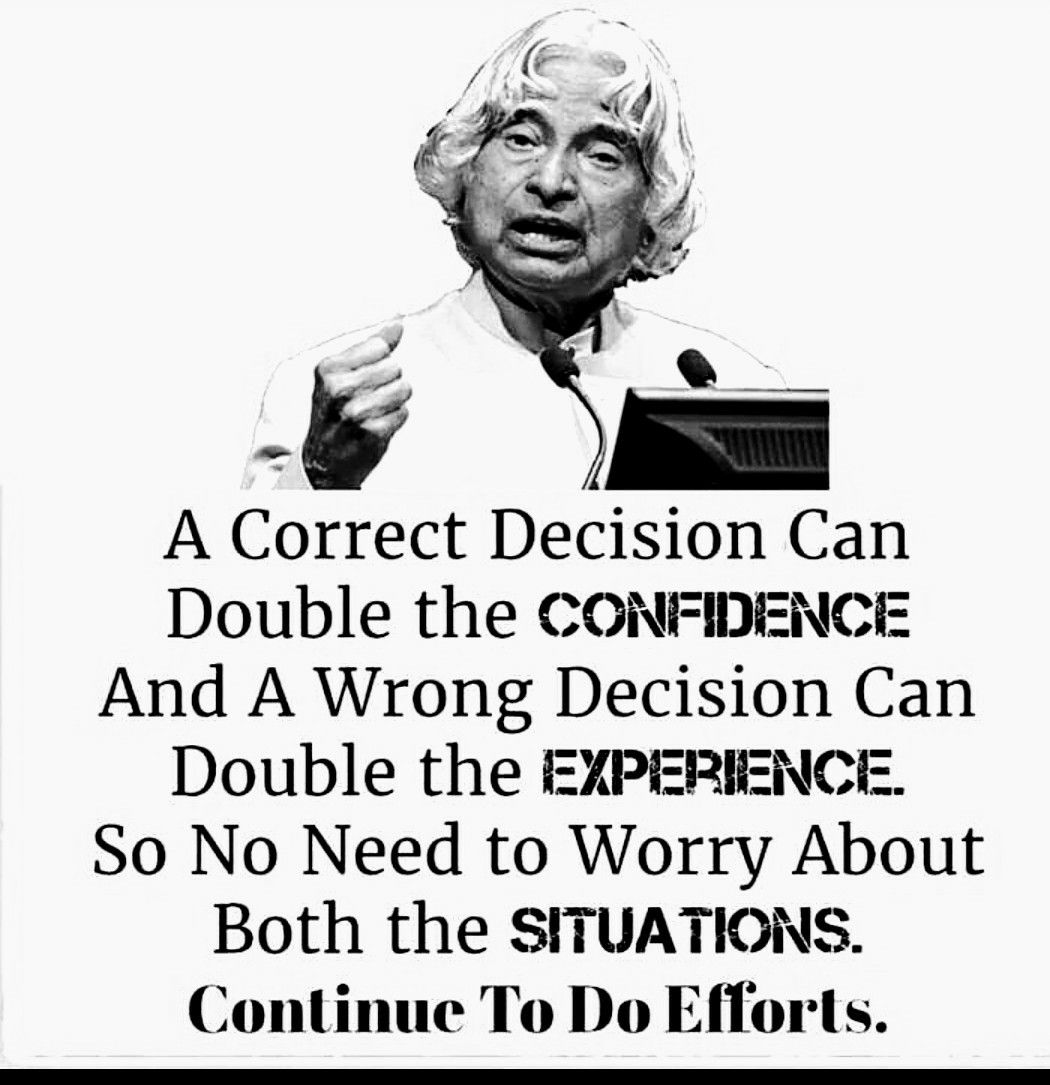 A Correct Decision Can
Double the CONFIDENCE
And A Wrong Decision Can
Double the EXPERIENCE.
So No Need to Worry About
Both the SITUATIONS.
Continue To Do Efforts.